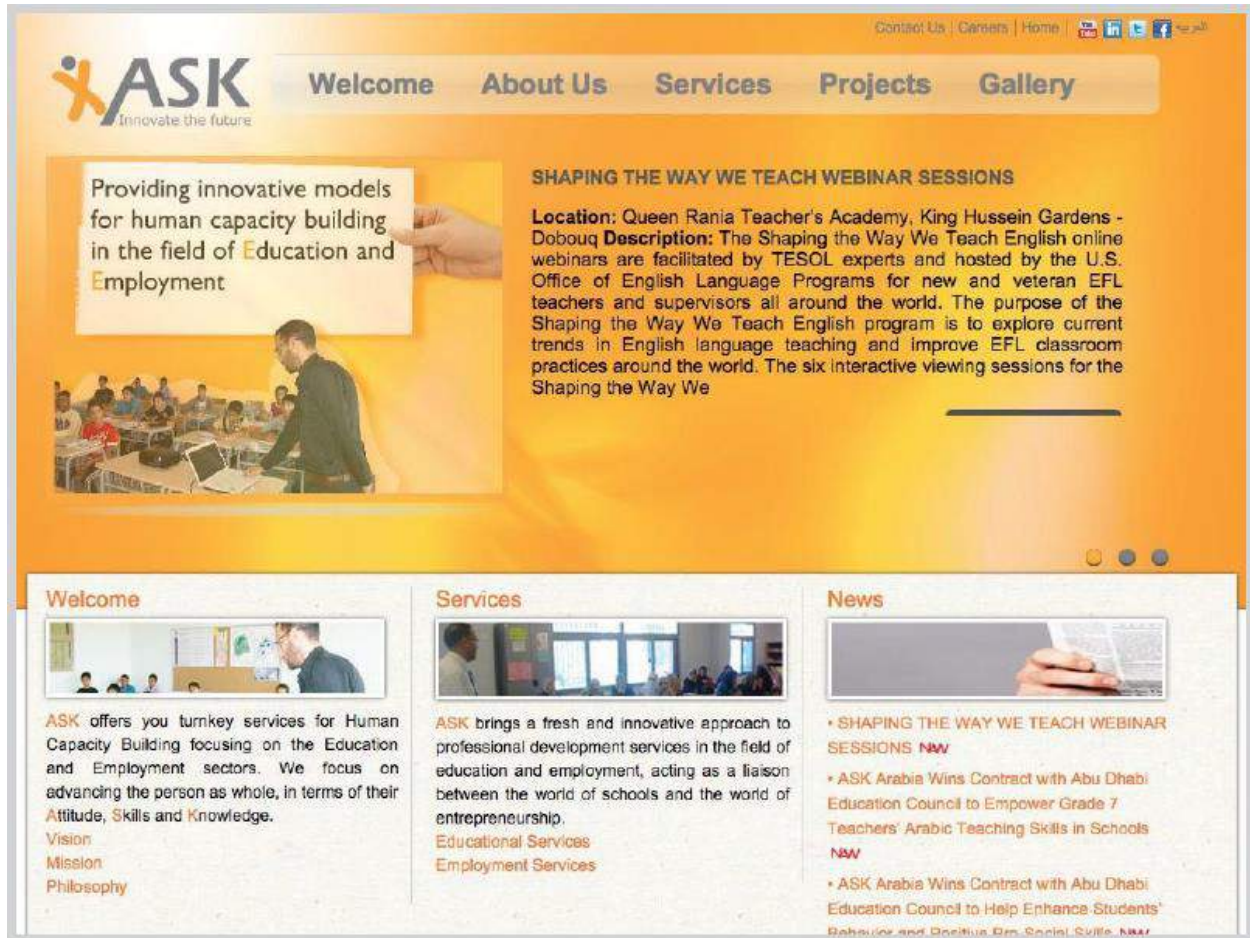 Contact Us | Careers | Home |
You
Tube
in
t
f
العربية
ASK
Innovate the future
Welcome
About Us
Services
Projects
Gallery
Providing innovative models
for human capacity building
in the field of Education and
Employment
SHAPING THE WAY WE TEACH WEBINAR SESSIONS
Location: Queen Rania Teacher's Academy, King Hussein Gardens -
Dobouq Description: The Shaping the Way We Teach English online
webinars are facilitated by TESOL experts and hosted by the U.S.
Office of English Language Programs for new and veteran EFL
teachers and supervisors all around the world. The purpose of the
Shaping the Way We Teach English program is to explore current
trends in English language teaching and improve EFL classroom
practices around the world. The six interactive viewing sessions for the
Shaping the Way We
Welcome
ASK offers you turnkey services for Human
Capacity Building focusing on the Education
and Employment sectors. We focus on
advancing the person as whole, in terms of their
Attitude, Skills and Knowledge.
Vision
Mission
Philosophy
Services
ASK brings a fresh and innovative approach to
professional development services in the field of
education and employment, acting as a liaison
between the world of schools and the world of
entrepreneurship.
Educational Services
Employment Services
News
• SHAPING THE WAY WE TEACH WEBINAR
SESSIONS
• ASK Arabia Wins Contract with Abu Dhabi
Education Council to Empower Grade 7
Teachers' Arabic Teaching Skills in Schools
• ASK Arabia Wins Contract with Abu Dhabi
Education Council to Help Enhance Students'
Behavior and Positive Pro-Social Skills